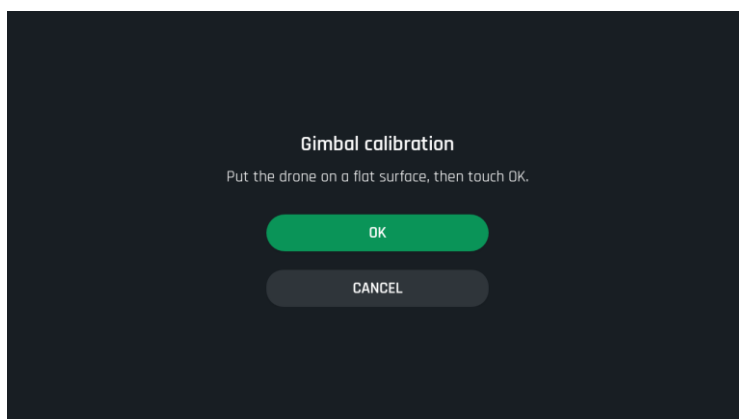 Gimbal calibration
Put the drone on a flat surface, then touch OK.
OK
CANCEL